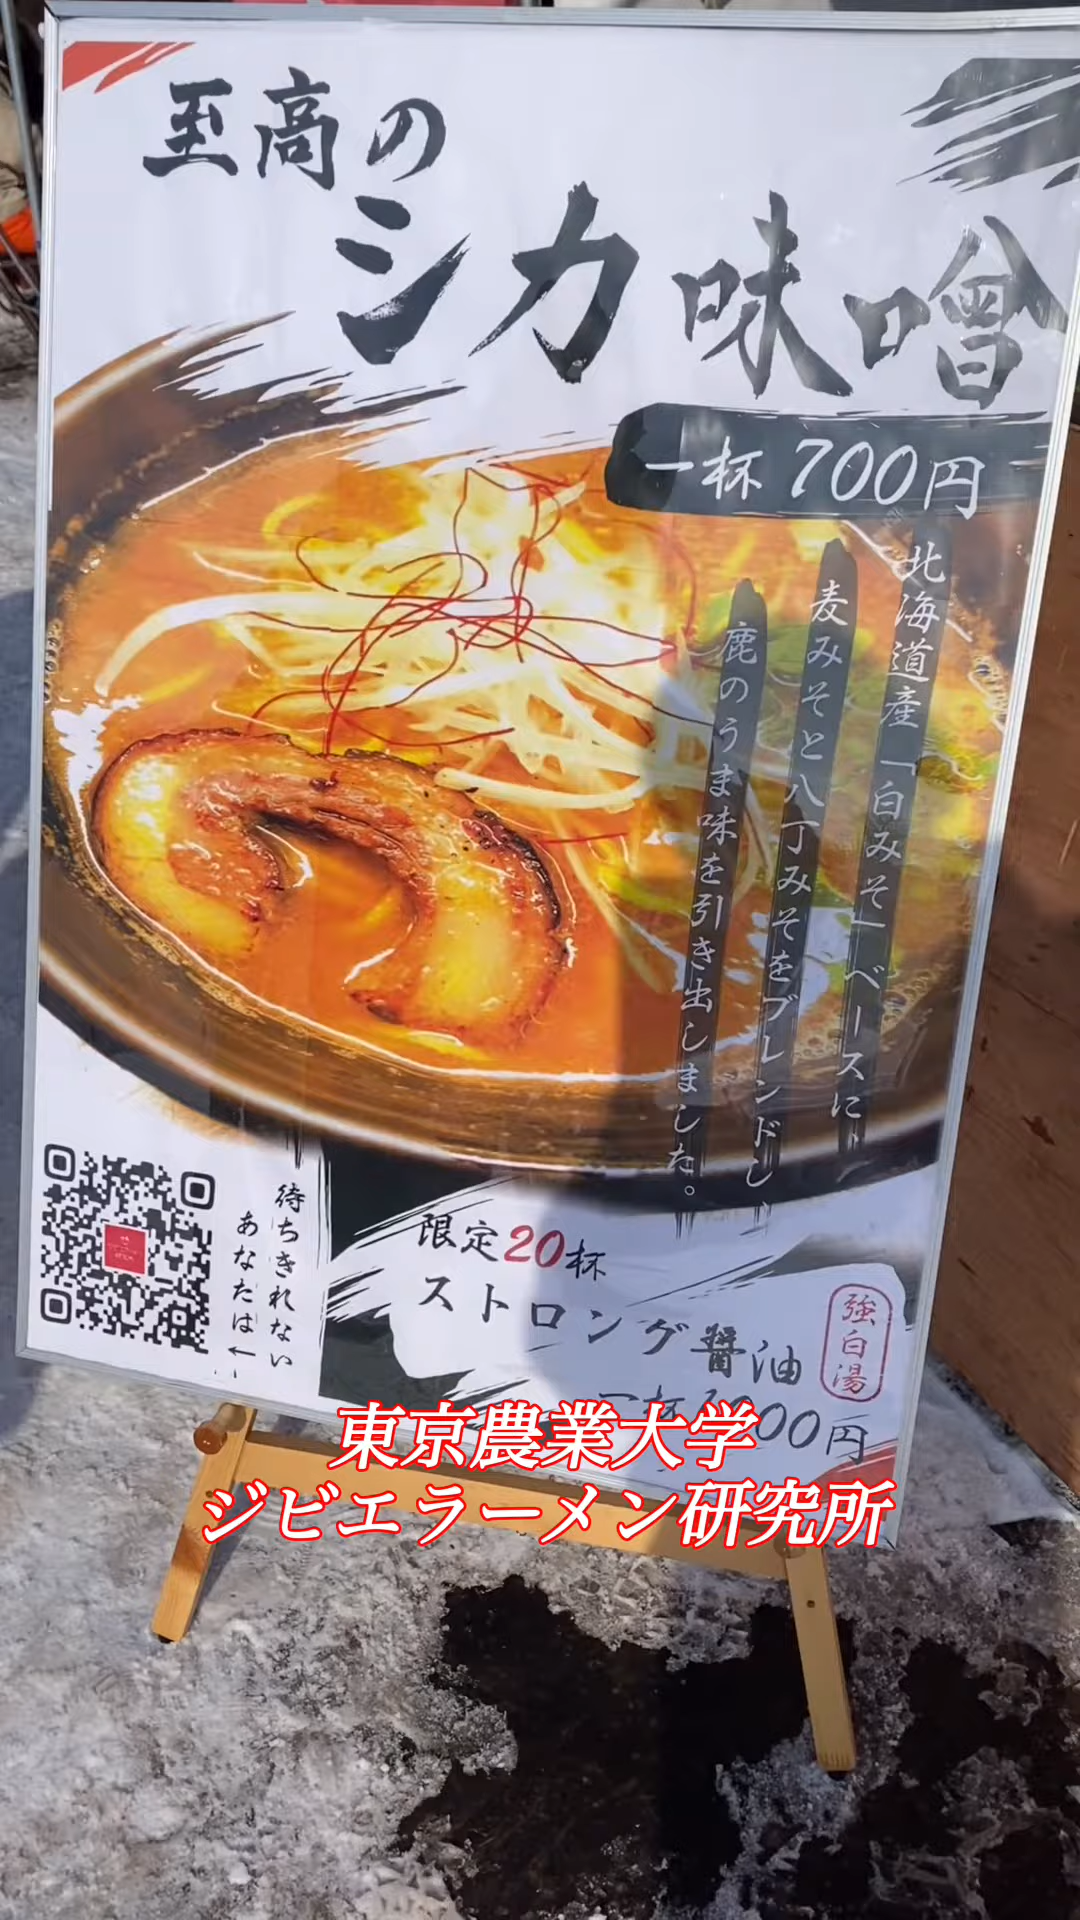 至高の
シカ味噌
一杯700円
北海道産「白みそ」ベースに
麦みそと八丁みそをブレンドし、
鹿のうま味を引き出しました。
待ちきれない
あなたは←
限定20杯
ストロング醤油
強白湯
東京農業大学
ジビエラーメン研究所